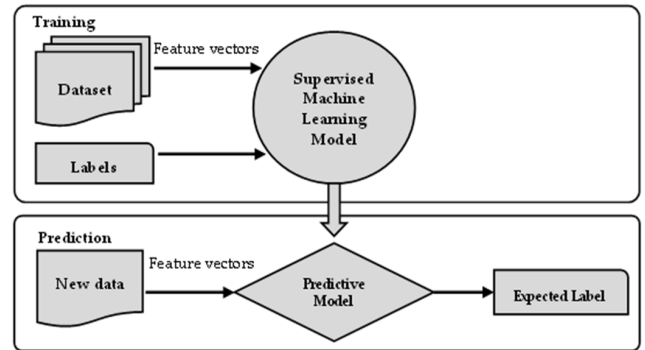 Training
Feature vectors
Dataset
Supervised
Machine
Learning
Model
Labels
Prediction
Feature vectors
New data
Predictive
Model
Expected Label